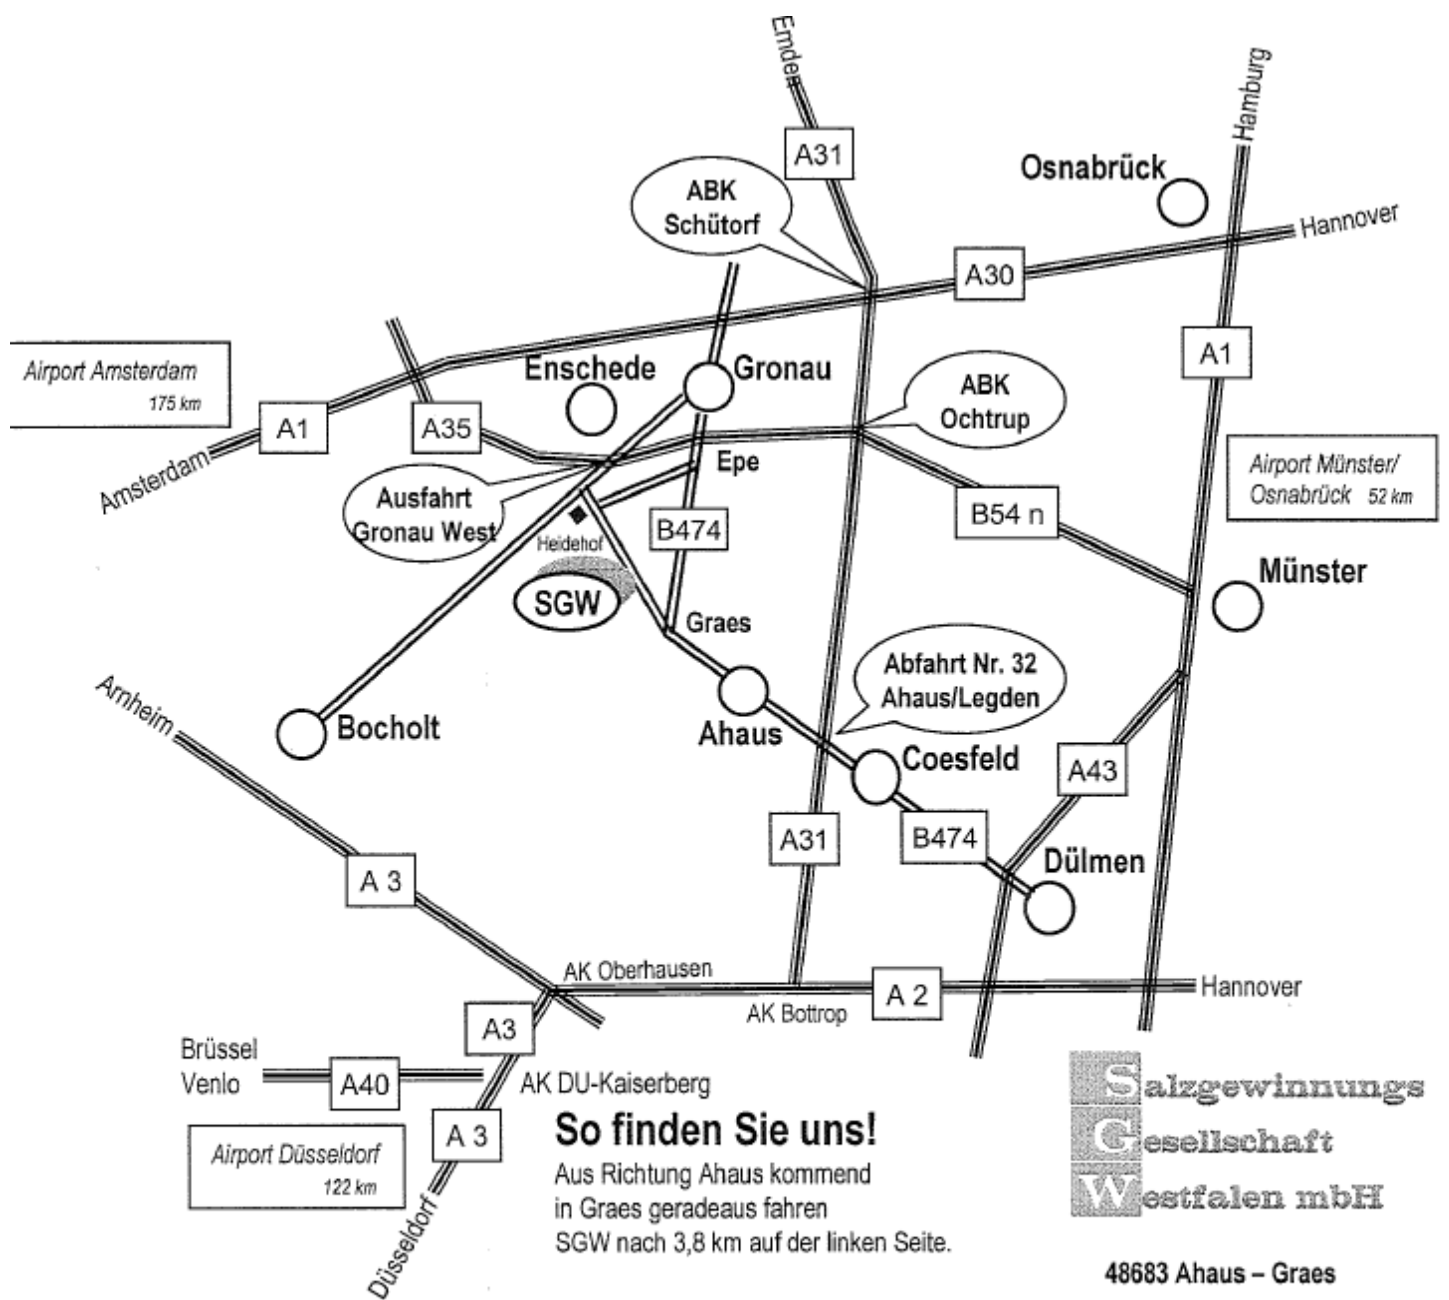 Emden
Hamburg
A31
Osnabrück
ABK
Schütorf
Hannover
A30
Airport Amsterdam
175 km
Enschede
Gronau
A1
ABK
Ochtrup
A1
A35
Amsterdam
Epe
Airport Münster/
Osnabrück 52 km
Ausfahrt
Gronau West
B54 n
B474
Heidehof
Münster
SGW
Graes
Abfahrt Nr. 32
Ahaus/Legden
Arnheim
Bocholt
Ahaus
Coesfeld
A43
A31
B474
Dülmen
A 3
AK Oberhausen
A 2
Hannover
AK Bottrop
A3
Brüssel
Venlo
A40
AK DU-Kaiserberg
A 3
Airport Düsseldorf
122 km
Düsseldorf
So finden Sie uns!
Aus Richtung Ahaus kommend
in Graes geradeaus fahren
SGW nach 3,8 km auf der linken Seite.
Salzgewinnungs
Gesellschaft
Westfalen mbH
48683 Ahaus – Graes